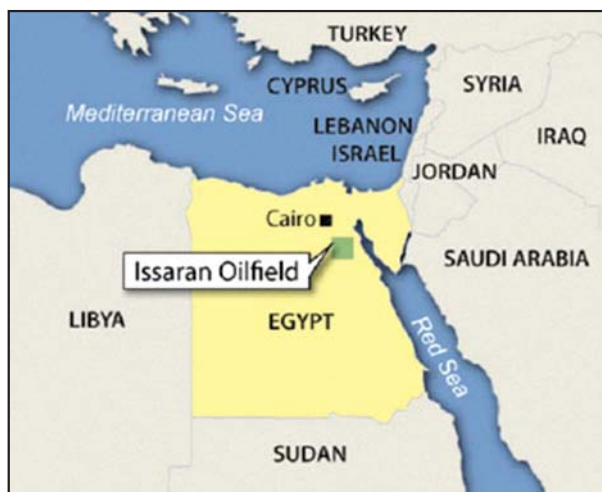 TURKEY
CYPRUS
SYRIA
Mediterranean Sea
LEBANON
ISRAEL
IRAQ
JORDAN
Cairo
Issaran Oilfield
SAUDI ARABIA
LIBYA
EGYPT
Red Sea
SUDAN